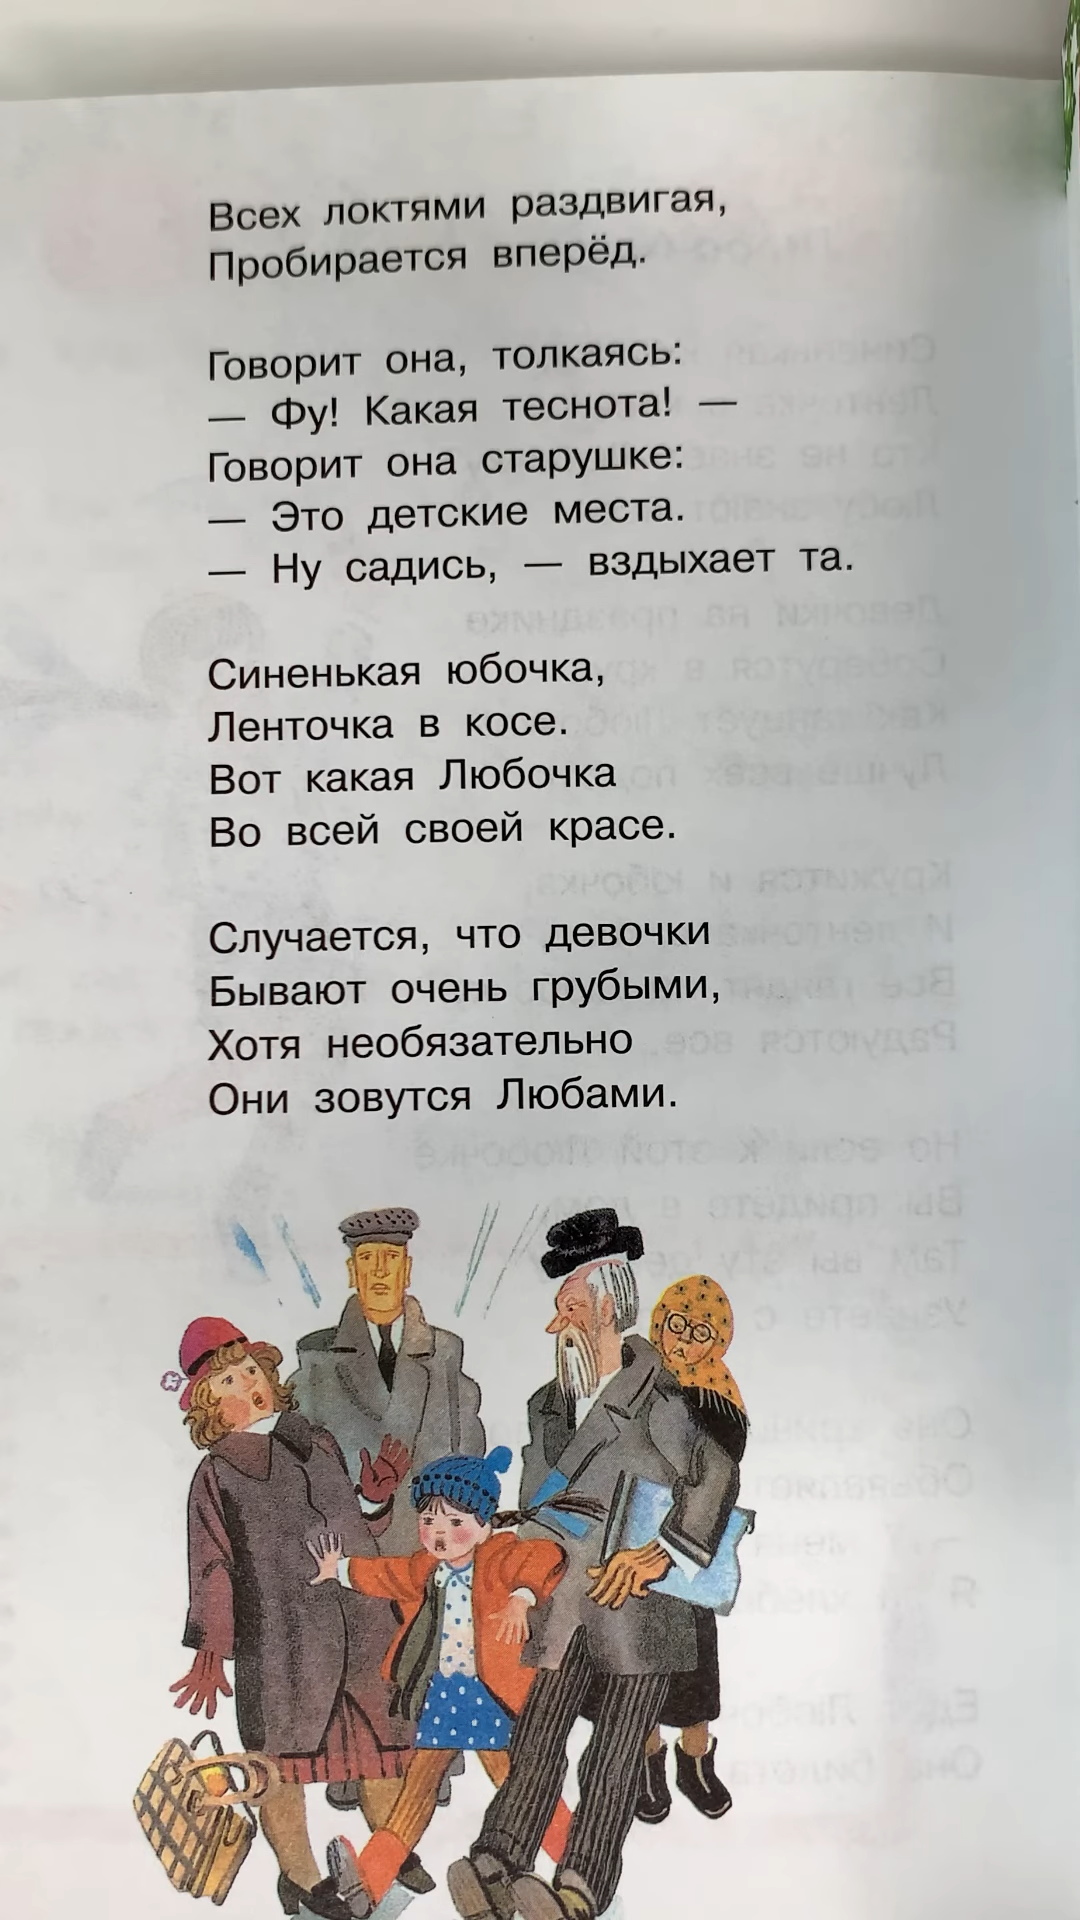 Всех локтями раздвигая,
Пробирается вперёд.
Говорит она, толкаясь:
— Фу! Какая теснота! —
Говорит она старушке:
— Это детские места.
— Ну садись, — вздыхает та.
Синенькая юбочка,
Ленточка в косе.
Вот какая Любочка
Во всей своей красе.
Случается, что девочки
Бывают очень грубыми,
Хотя необязательно
Они зовутся Любами.